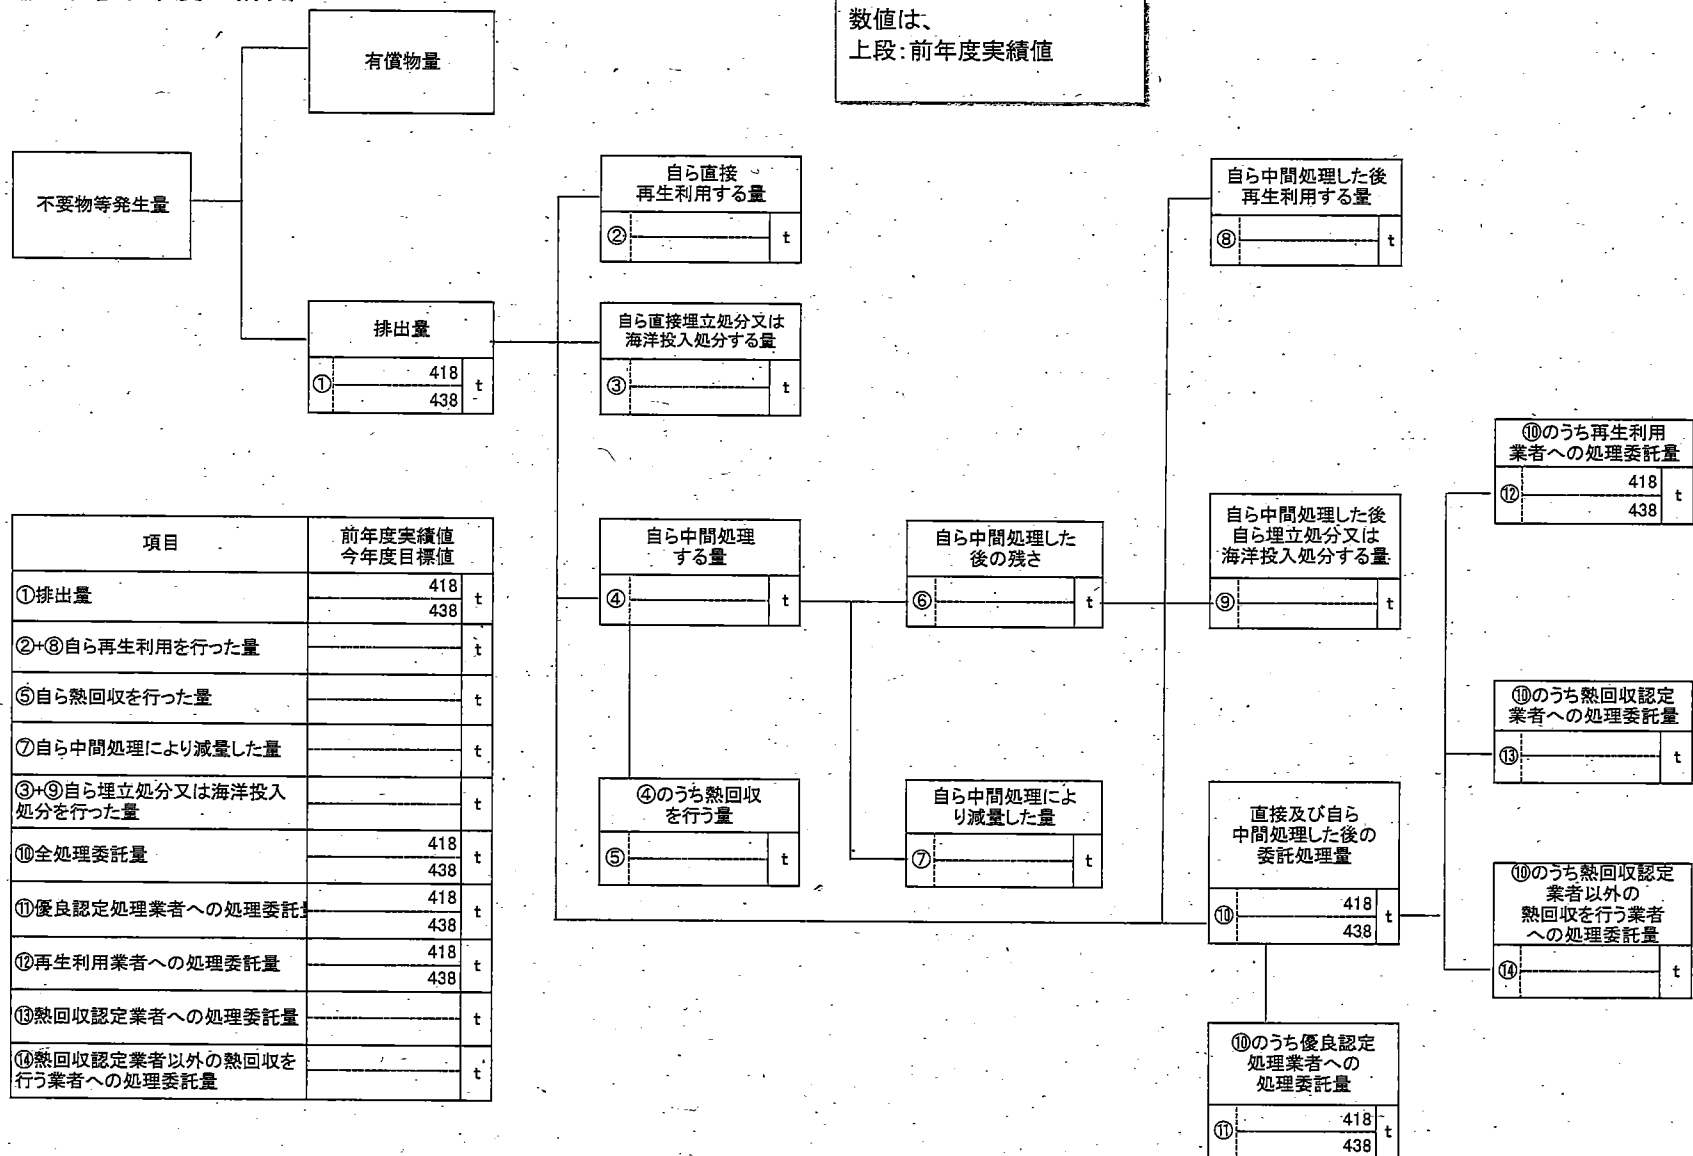 数値は、
上段:前年度実績値
有償物量
不要物等発生量
排出量
① 418 t
438
自ら直接
再生利用する量
② t
自ら直接埋立処分又は
海洋投入処分する量
③ t
自ら中間処理
する量
④ t
④のうち熱回収
を行う量
⑤ t
自ら中間処理した
後の残さ
⑥ t
自ら中間処理によ
り減量した量
⑦ t
自ら中間処理した後
再生利用する量
⑧ t
自ら中間処理した後
自ら埋立処分又は
海洋投入処分する量
⑨ t
直接及び自ら
中間処理した後の
委託処理量
⑩ 418 t
438
⑩のうち優良認定
処理業者への
処理委託量
⑪ 418 t
438
⑩のうち再生利用
業者への処理委託量
⑫ 418 t
438
⑩のうち熱回収認定
業者への処理委託量
⑬ t
⑩のうち熱回収認定
業者以外の
熱回収を行う業者
への処理委託量
⑭ t
項目 前年度実績値
今年度目標値
①排出量 418 t
438
②+⑧自ら再生利用を行った量 t
⑤自ら熱回収を行った量 t
⑦自ら中間処理により減量した量 t
③+⑨自ら埋立処分又は海洋投入
処分を行った量 t
⑩全処理委託量 418 t
438
⑪優良認定処理業者への処理委託 418 t
438
⑫再生利用業者への処理委託量 418 t
438
⑬熱回収認定業者への処理委託量 t
⑭熱回収認定業者以外の熱回収を
行う業者への処理委託量 t